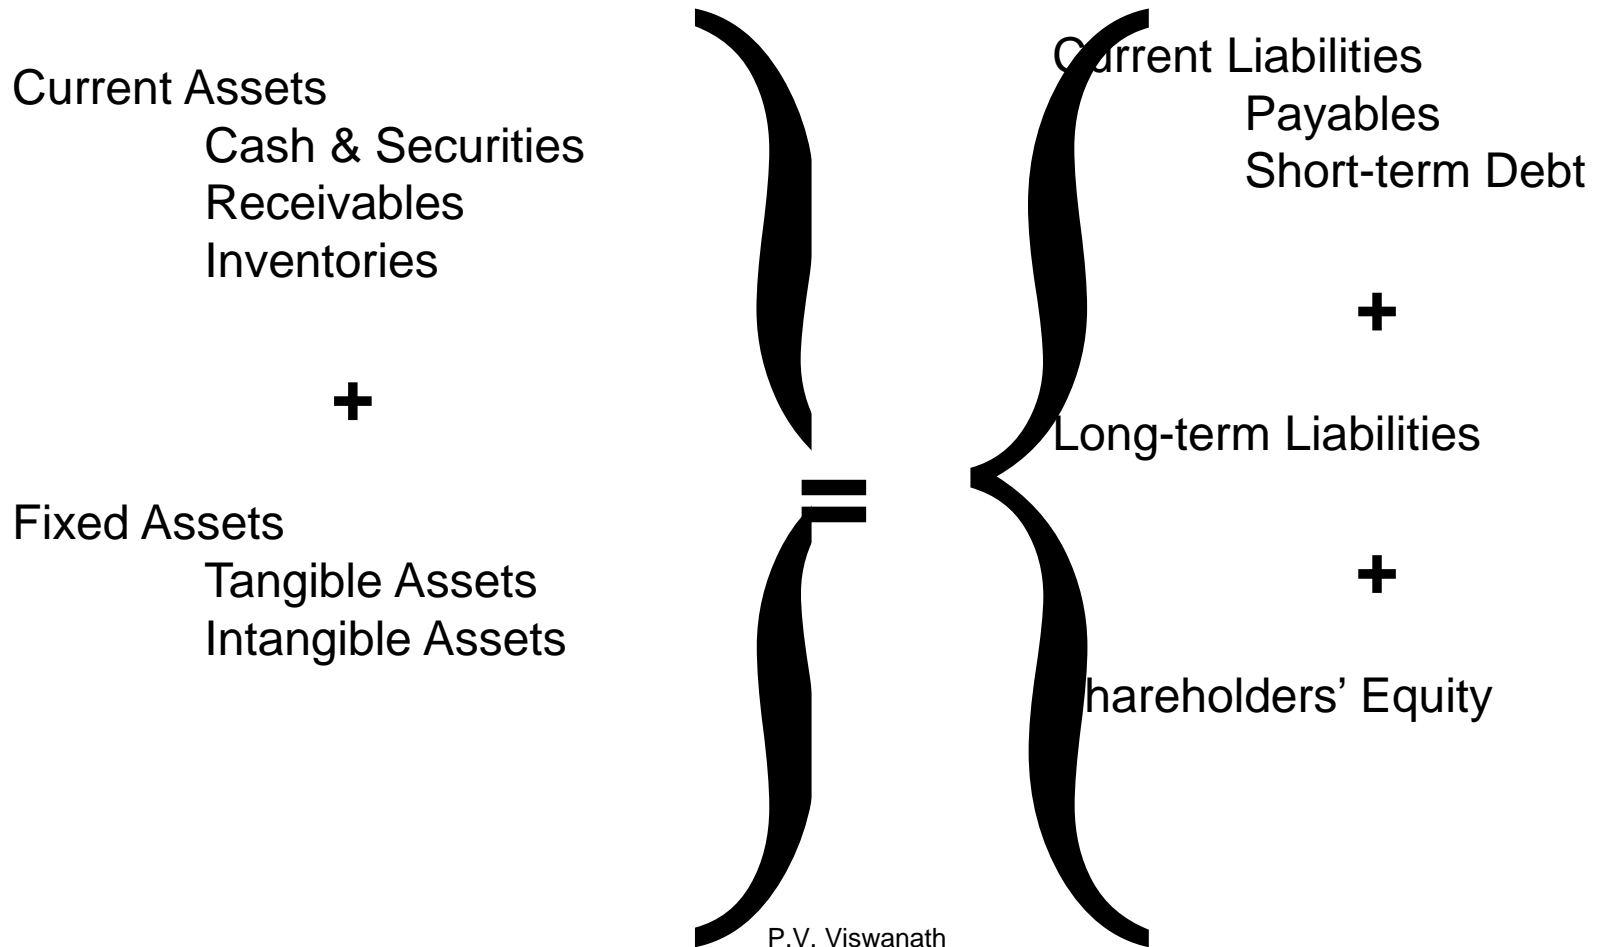 Current Assets
Cash & Securities
Receivables
Inventories
+
Fixed Assets
Tangible Assets
Intangible Assets
=
Current Liabilities
Payables
Short-term Debt
+
Long-term Liabilities
+
hareholders’ Equity
P.V. Viswanath